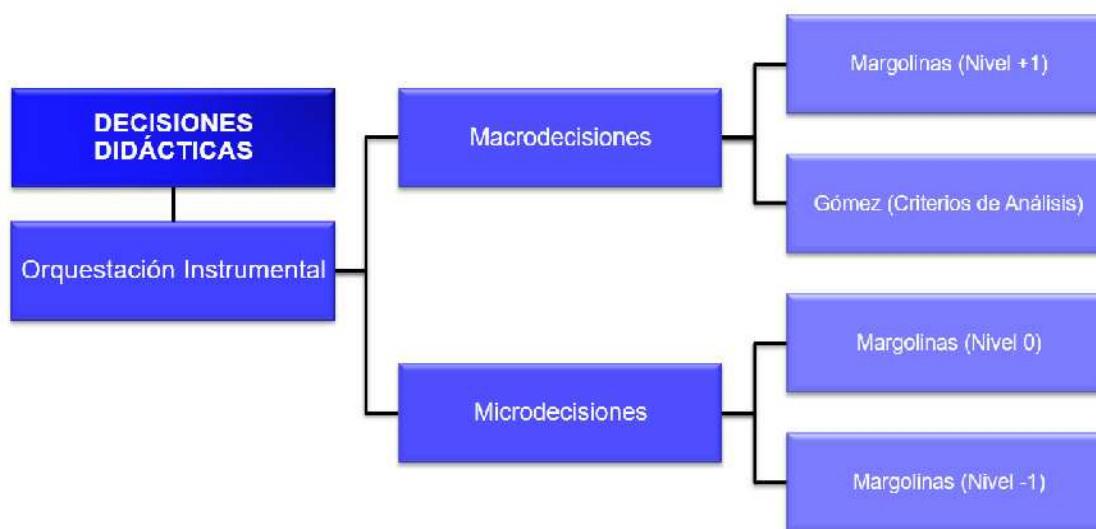 DECISIONES
DIDÁCTICAS
Orquestación Instrumental
Macrodecisiones
Microdecisiones
Margolinas (Nivel +1)
Gómez (Criterios de Análisis)
Margolinas (Nivel 0)
Margolinas (Nivel -1)